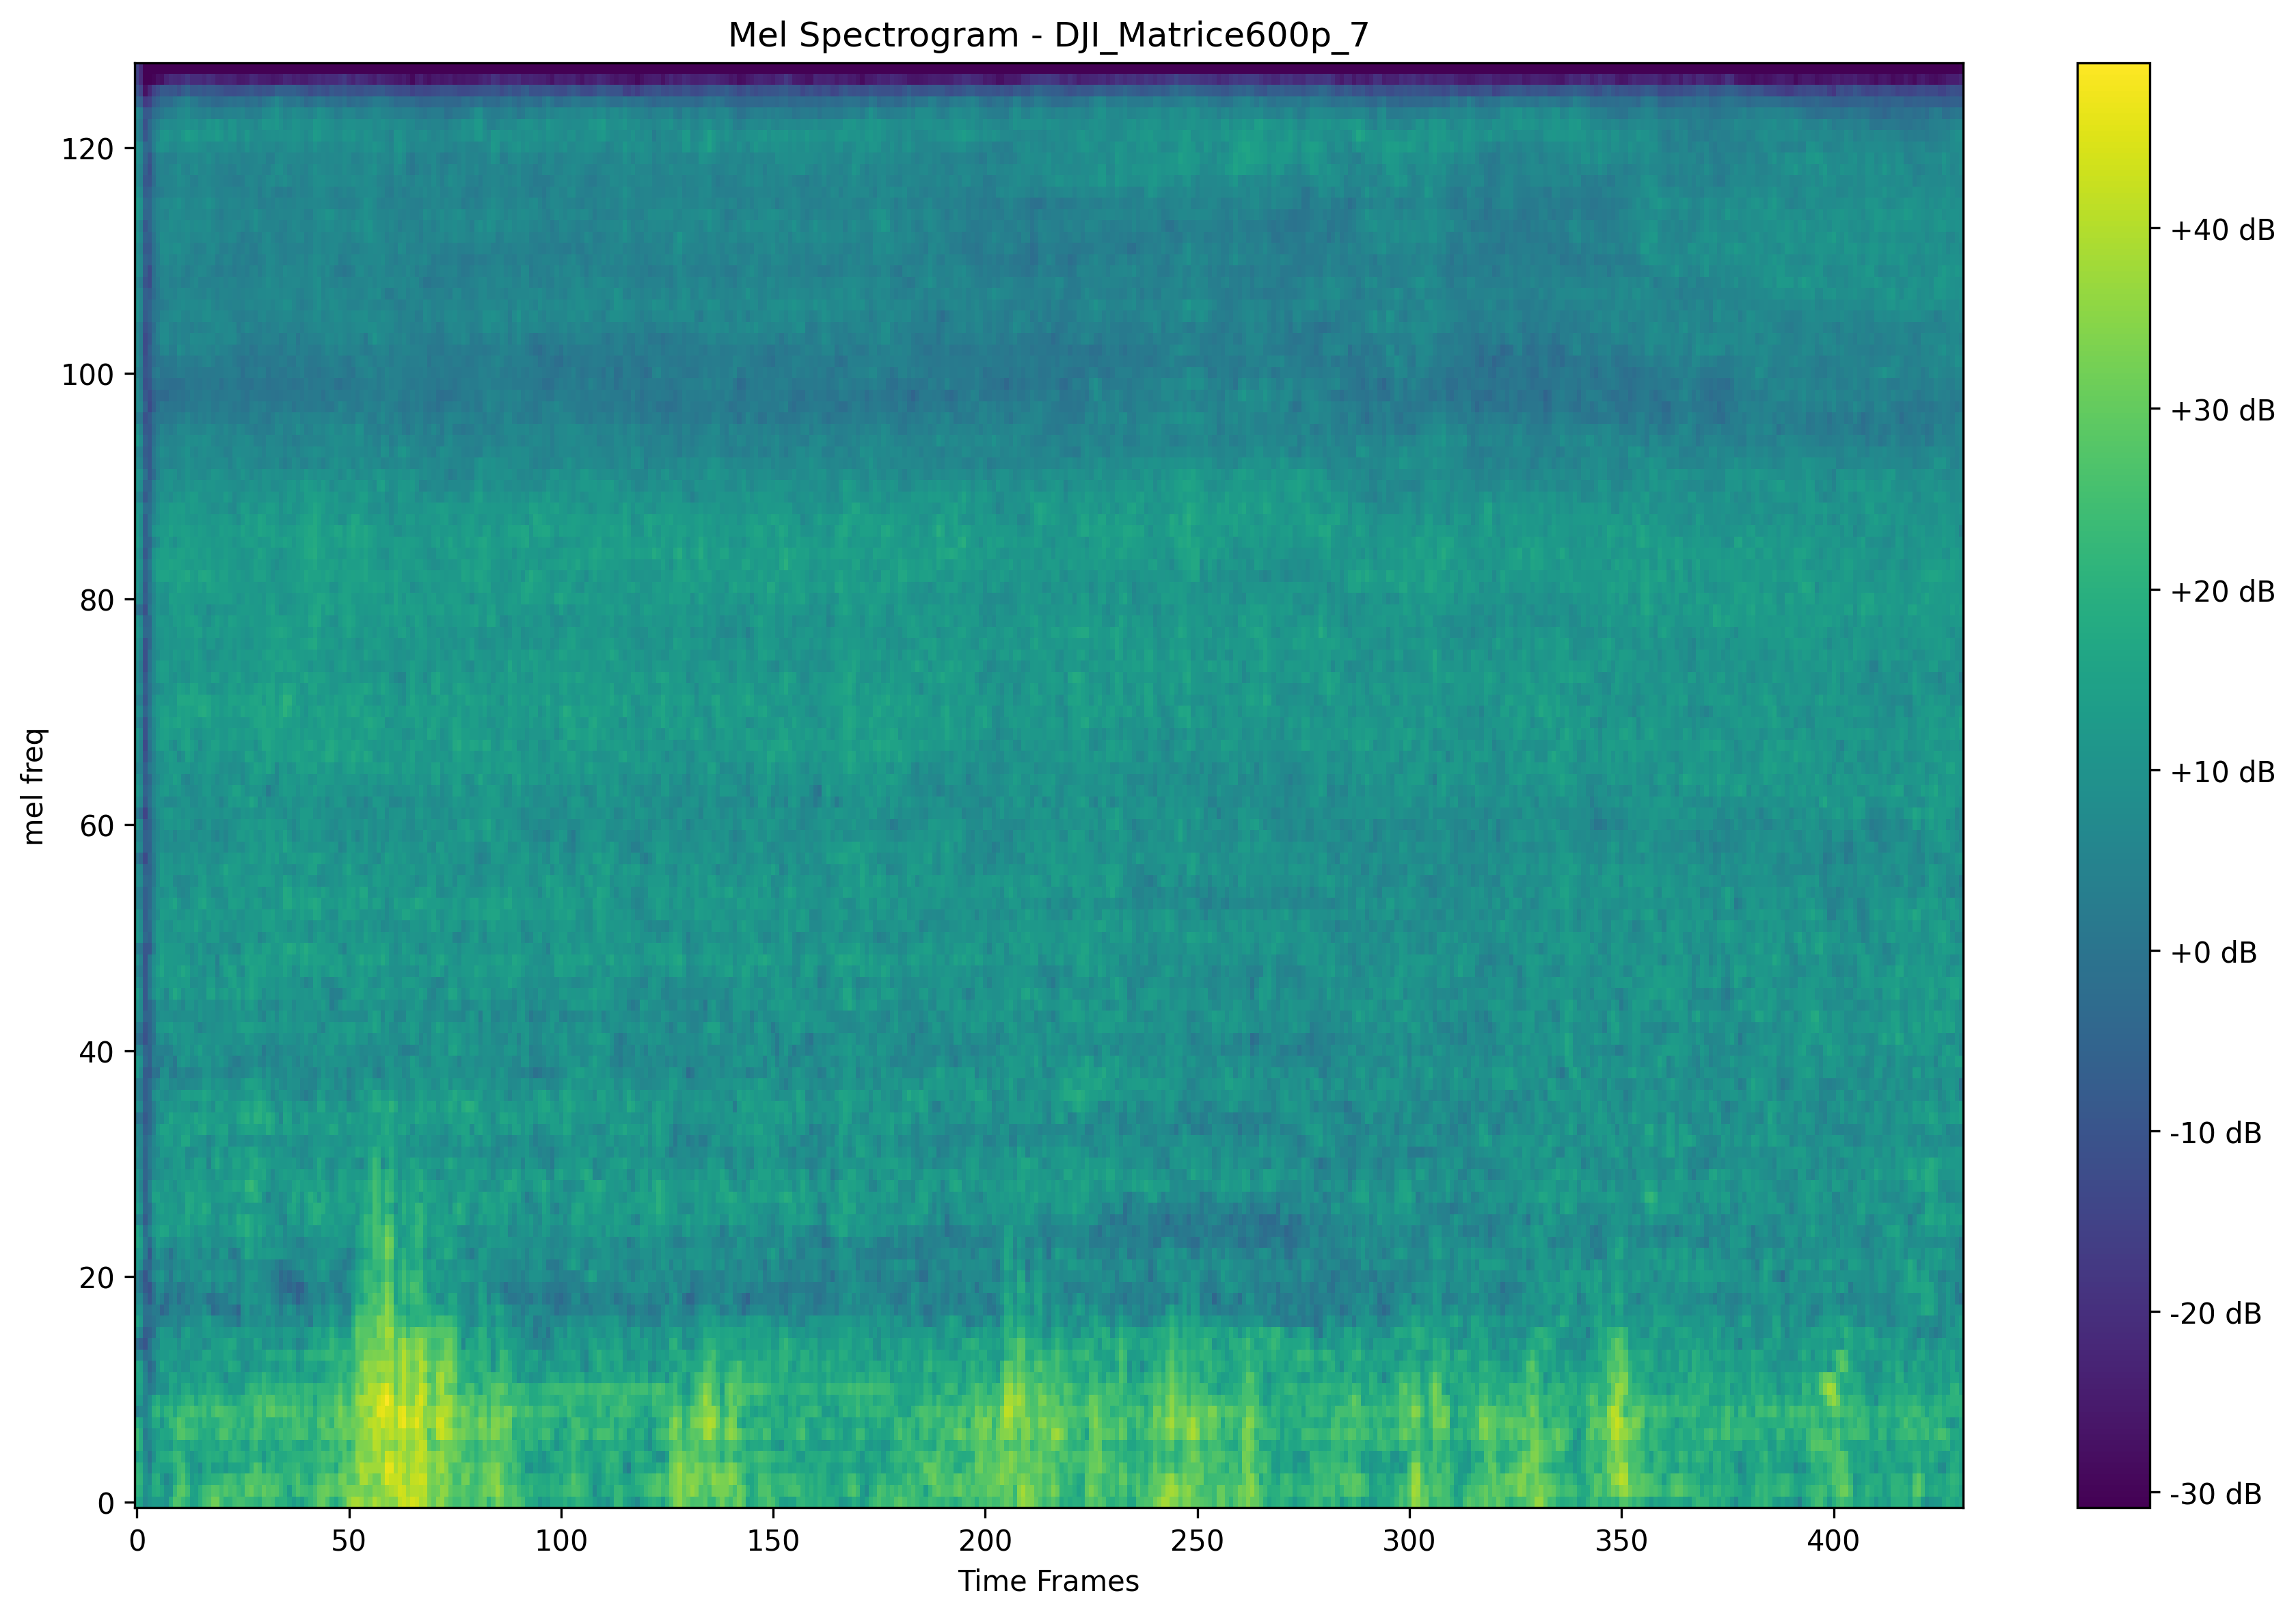 Mel Spectrogram - DJI_Matrice600p_7
mel freq
120
100
80
60
40
20
0
0 50 100 150 200 250 300 350 400
Time Frames
+40 dB
+30 dB
+20 dB
+10 dB
+0 dB
-10 dB
-20 dB
-30 dB